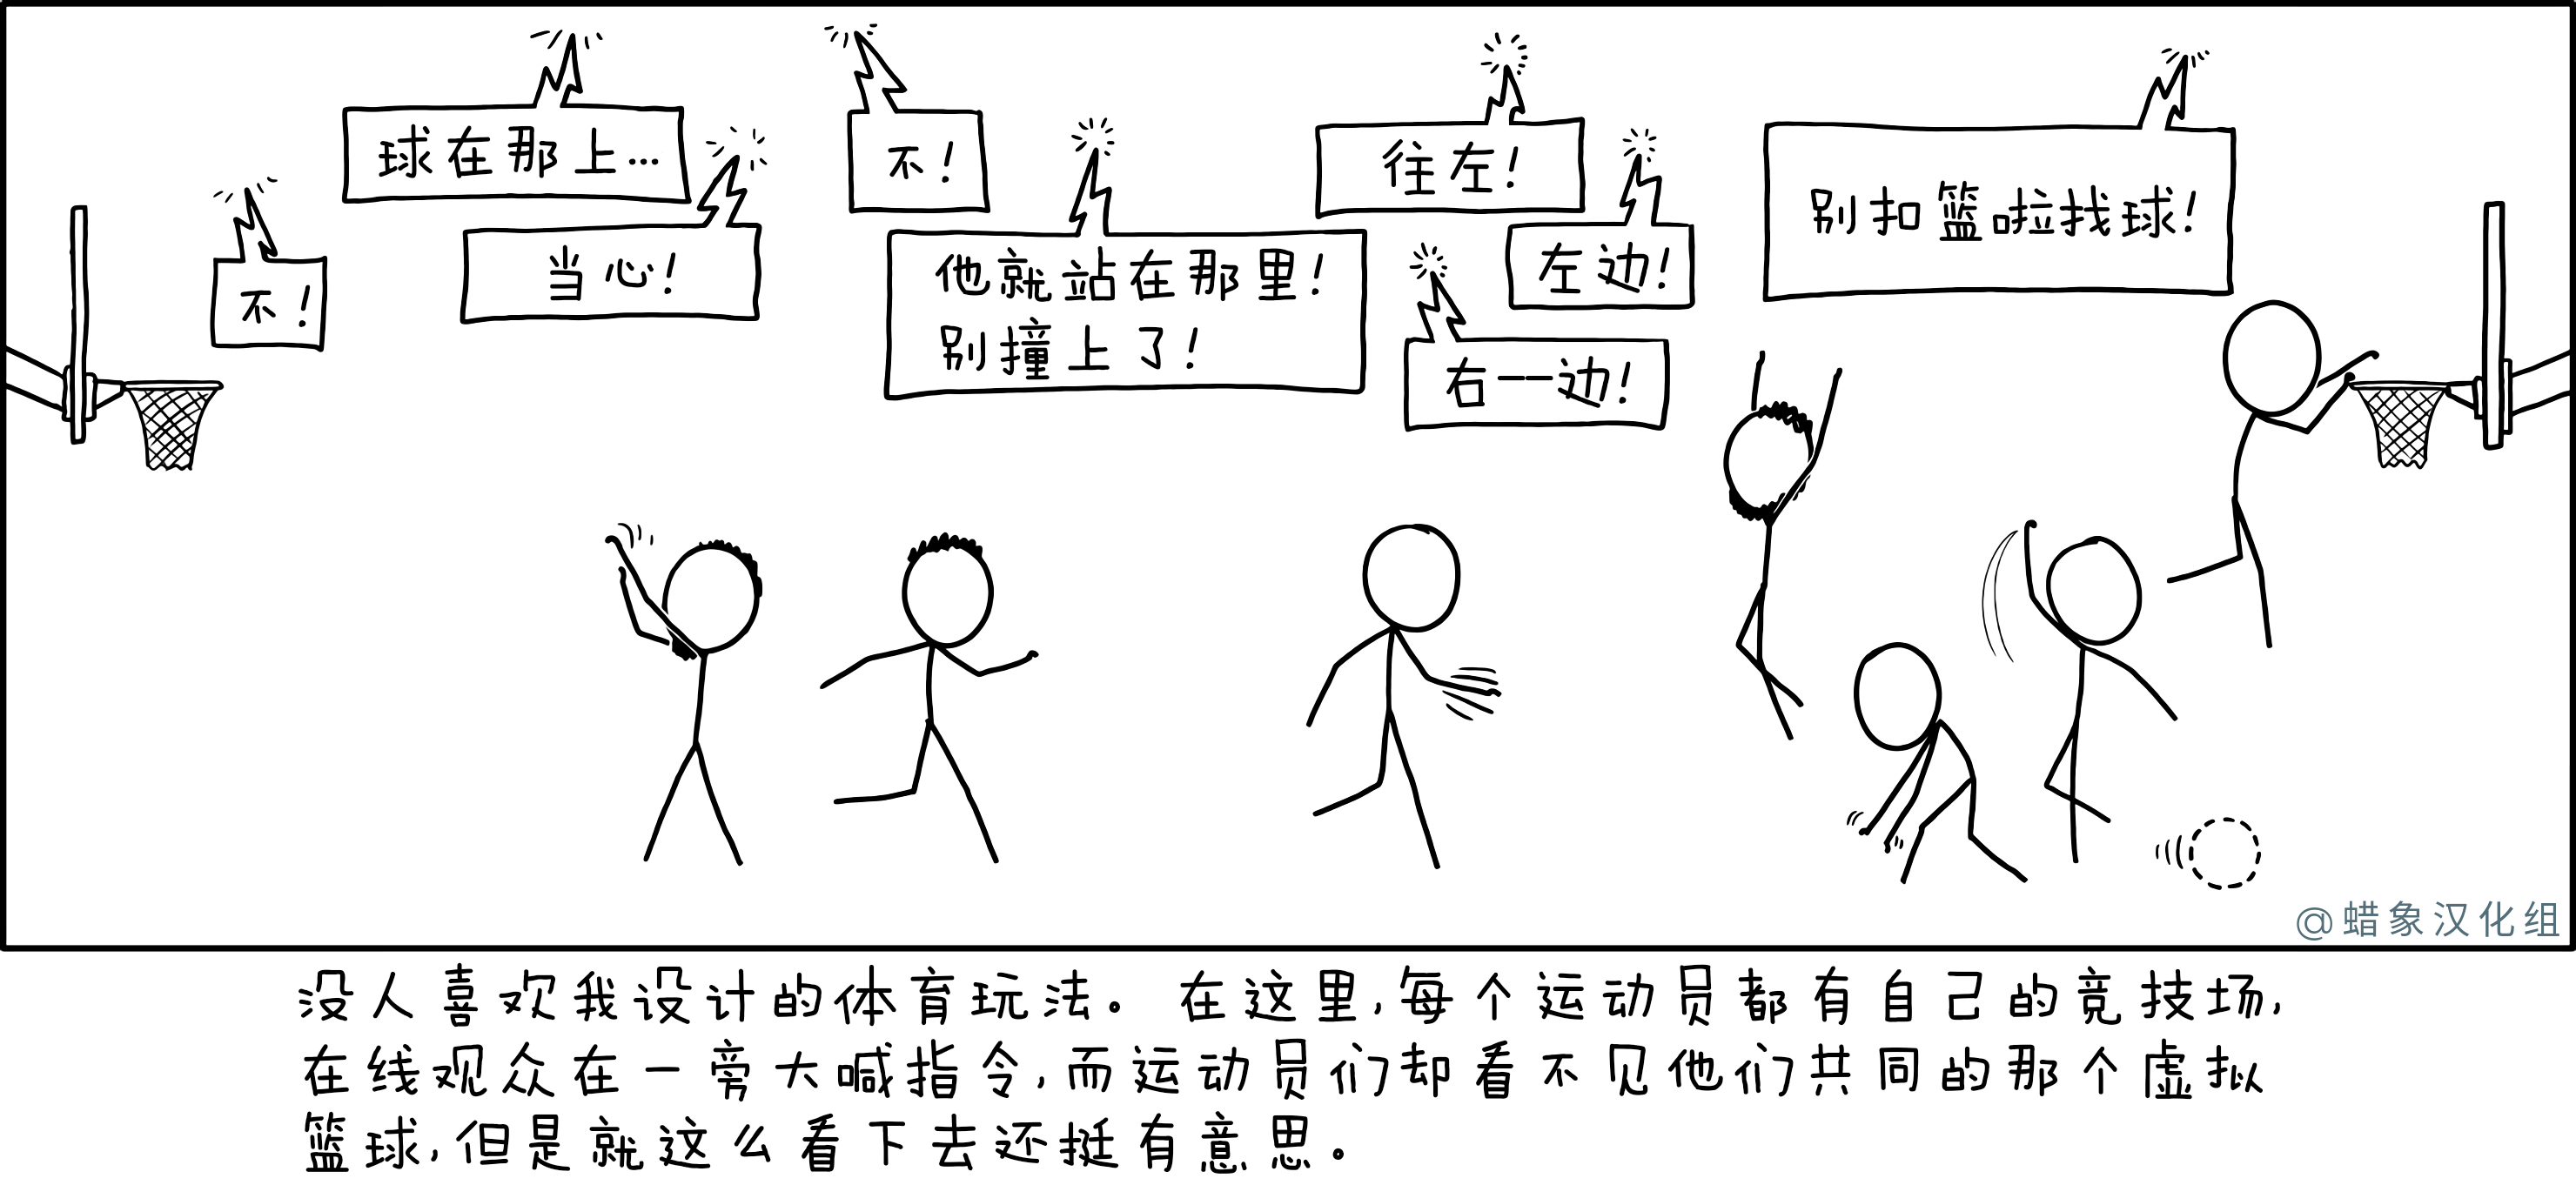 不!
球在那上…
当心!
不!
他就站在那里!
别撞上了!
往左!
左边!
右一一边!
别扣篮啦找球!
@蜡象汉化组
没人喜欢我设计的体育玩法。 在这里,每个运动员都有自己的竞技场,
在线观众在一旁大喊指令,而运动员们却看不见他们共同的那个虚拟
篮球,但是就这么看下去还挺有意思。